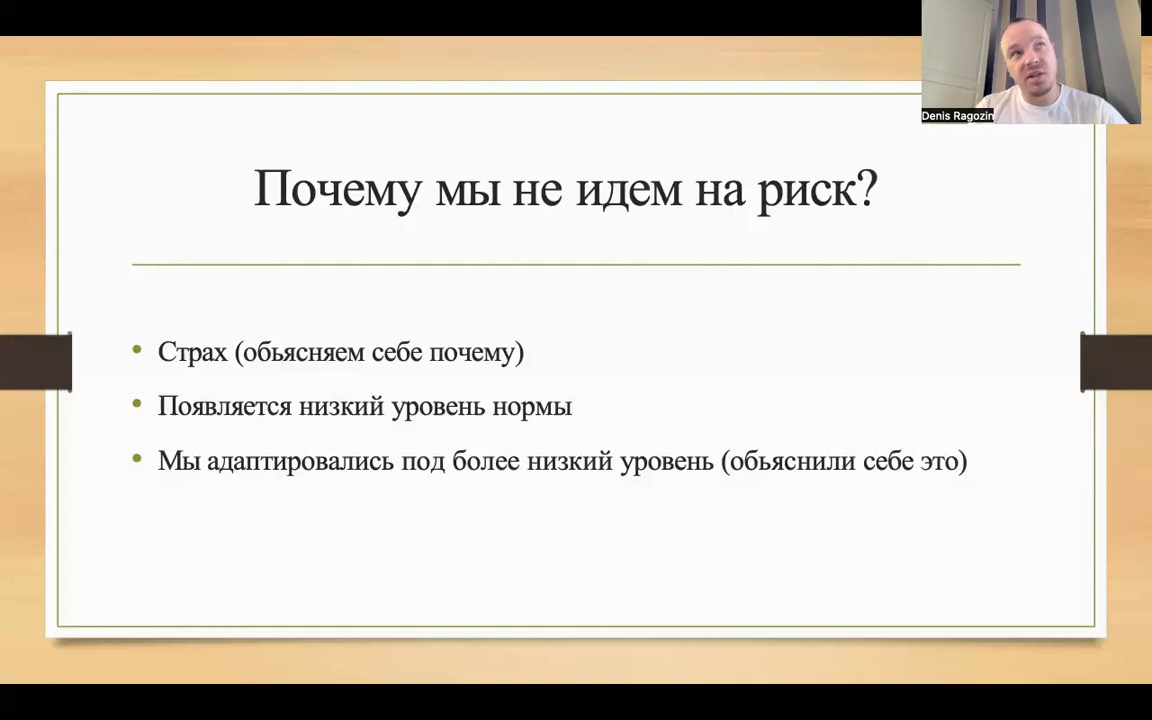 Denis Ragozin
Почему мы не идем на риск?
• Страх (обьясняем себе почему)
• Появляется низкий уровень нормы
• Мы адаптировались под более низкий уровень (обьяснили себе это)